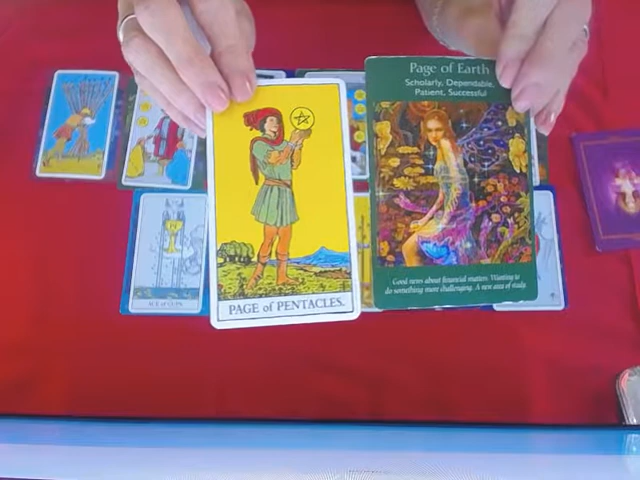 Page of Earth
Scholarly, Dependable,
Patient, Successful
Good news about financial matters. Wanting to
do something more challenging. A new area of study.
PAGE of PENTACLES.
ACE of CUPS.